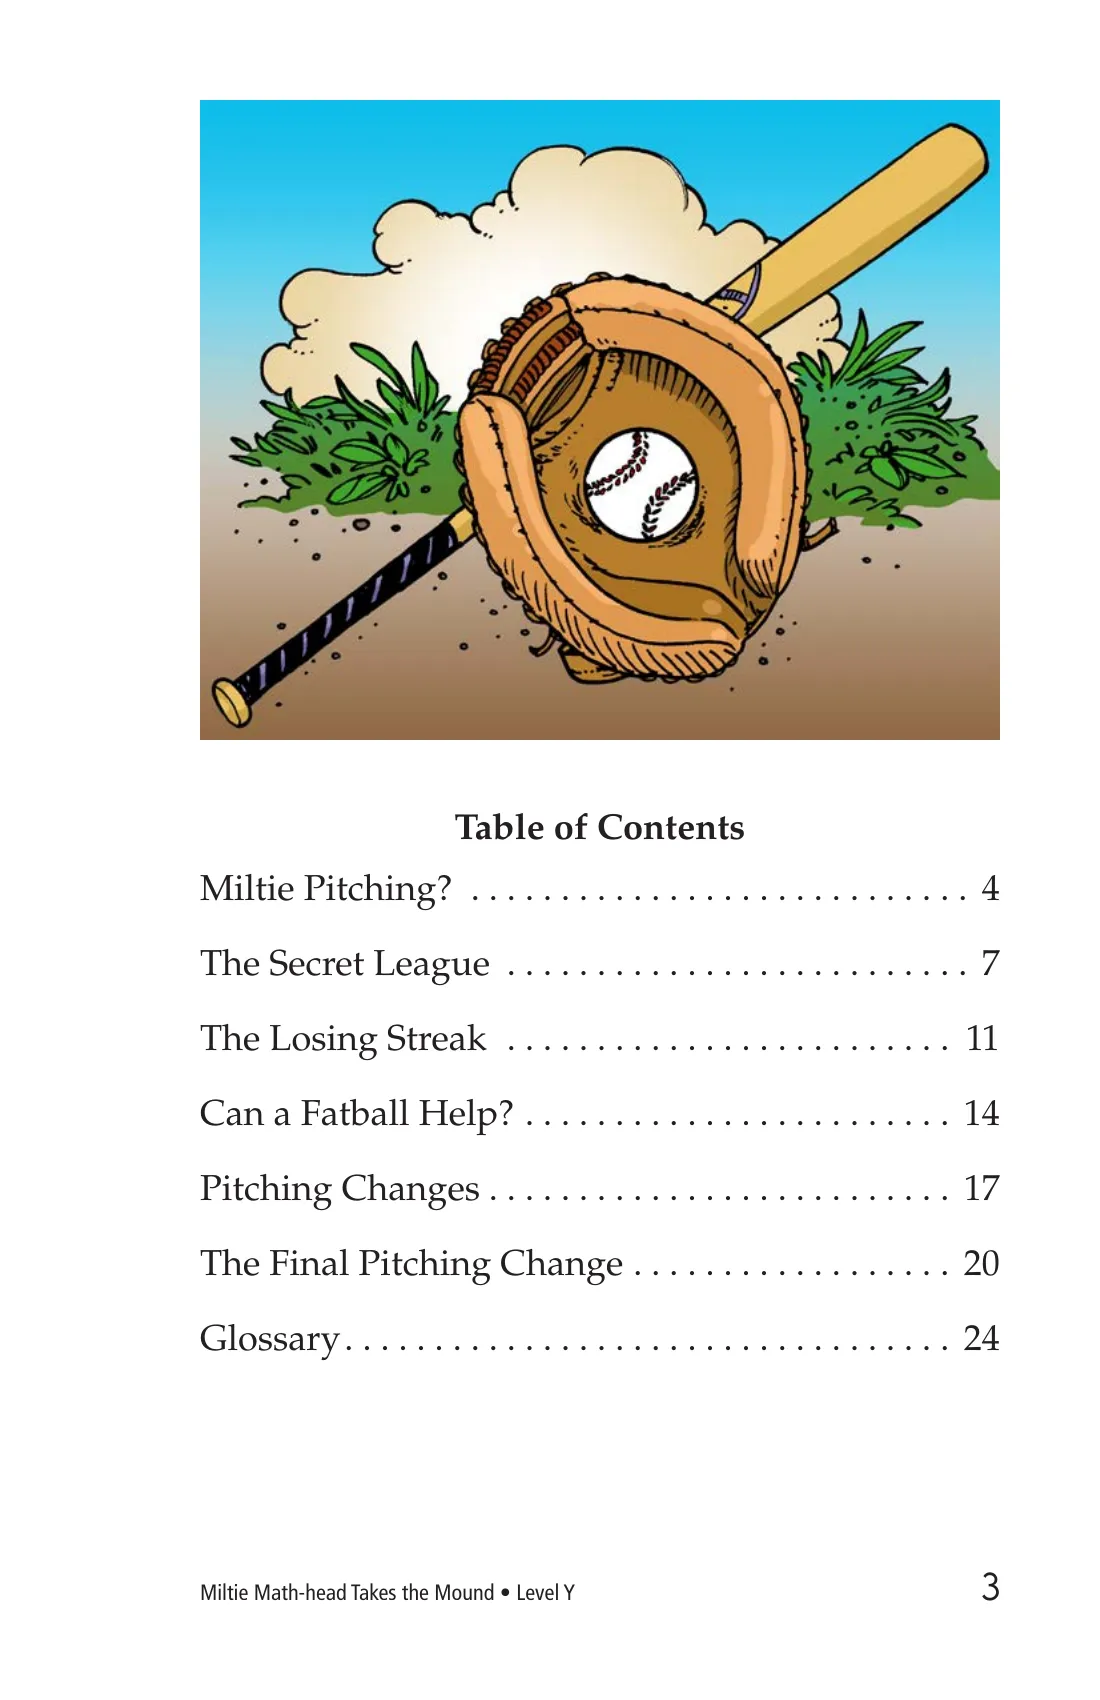 Table of Contents
Miltie Pitching? . . . . . . . . . . . . . . . . . . . . . . . . . . . . 4
The Secret League . . . . . . . . . . . . . . . . . . . . . . . . . . 7
The Losing Streak . . . . . . . . . . . . . . . . . . . . . . . . . 11
Can a Fatball Help? . . . . . . . . . . . . . . . . . . . . . . . . 14
Pitching Changes . . . . . . . . . . . . . . . . . . . . . . . . . . 17
The Final Pitching Change . . . . . . . . . . . . . . . . . . 20
Glossary . . . . . . . . . . . . . . . . . . . . . . . . . . . . . . . . . . 24
Miltie Math-head Takes the Mound • Level Y 3